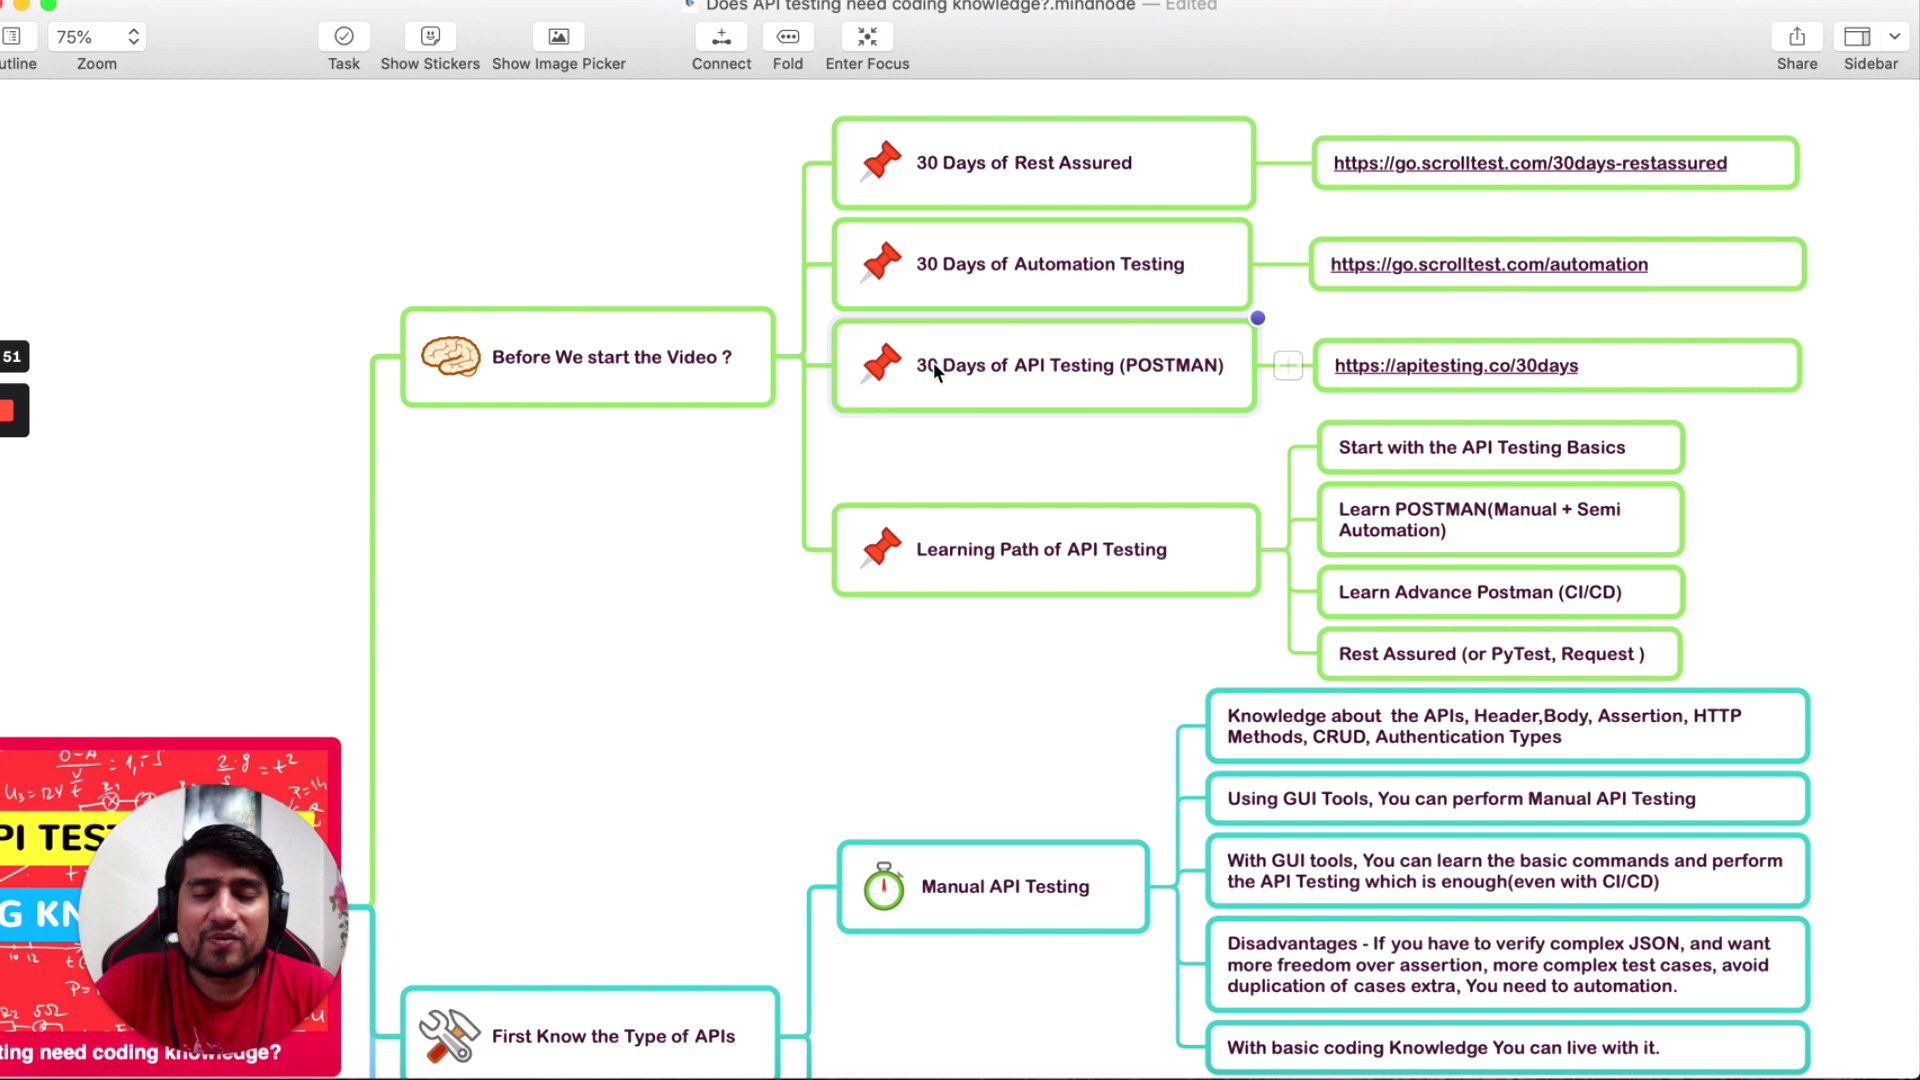 Does API testing need coding knowledge?.mindnode — Edited
utline
75%
Zoom
Task
Show Stickers
Show Image Picker
Connect
Fold
Enter Focus
Share
Sidebar
30 Days of Rest Assured
https://go.scrolltest.com/30days-restassured
30 Days of Automation Testing
https://go.scrolltest.com/automation
51
Before We start the Video ?
30 Days of API Testing (POSTMAN)
https://apitesting.co/30days
Start with the API Testing Basics
Learn POSTMAN(Manual + Semi
Automation)
Learning Path of API Testing
Learn Advance Postman (CI/CD)
Rest Assured (or PyTest, Request )
Knowledge about  the APIs, Header,Body, Assertion, HTTP
Methods, CRUD, Authentication Types
Using GUI Tools, You can perform Manual API Testing
With GUI tools, You can learn the basic commands and perform
the API Testing which is enough(even with CI/CD)
Manual API Testing
Disadvantages - If you have to verify complex JSON, and want
more freedom over assertion, more complex test cases, avoid
duplication of cases extra, You need to automation.
With basic coding Knowledge You can live with it.
First Know the Type of APIs
PI TES
G KN
ting need coding knowledge?